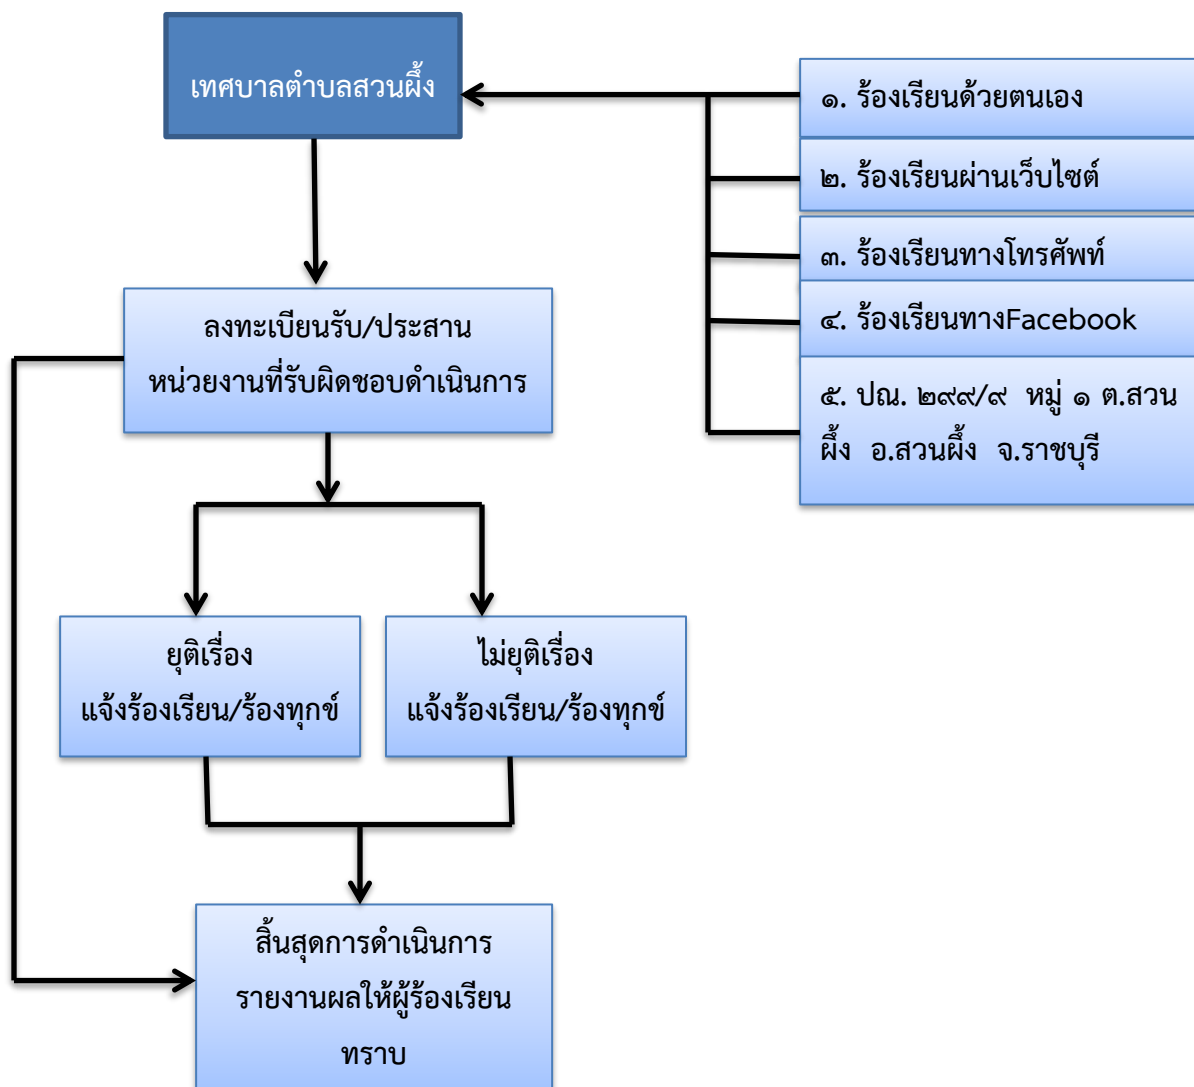 เทศบาลตำบลสวนผึ้ง
๑. ร้องเรียนด้วยตนเอง
๒. ร้องเรียนผ่านเว็บไซต์
๓. ร้องเรียนทางโทรศัพท์
๔. ร้องเรียนทางFacebook
๕. ปณ. ๒๙๙/๙ หมู่ ๑ ต.สวน
ผึ้ง อ.สวนผึ้ง จ.ราชบุรี
ลงทะเบียนรับ/ประสาน
หน่วยงานที่รับผิดชอบดำเนินการ
ยุติเรื่อง
แจ้งร้องเรียน/ร้องทุกข์
ไม่ยุติเรื่อง
แจ้งร้องเรียน/ร้องทุกข์
สิ้นสุดการดำเนินการ
รายงานผลให้ผู้ร้องเรียน
ทราบ